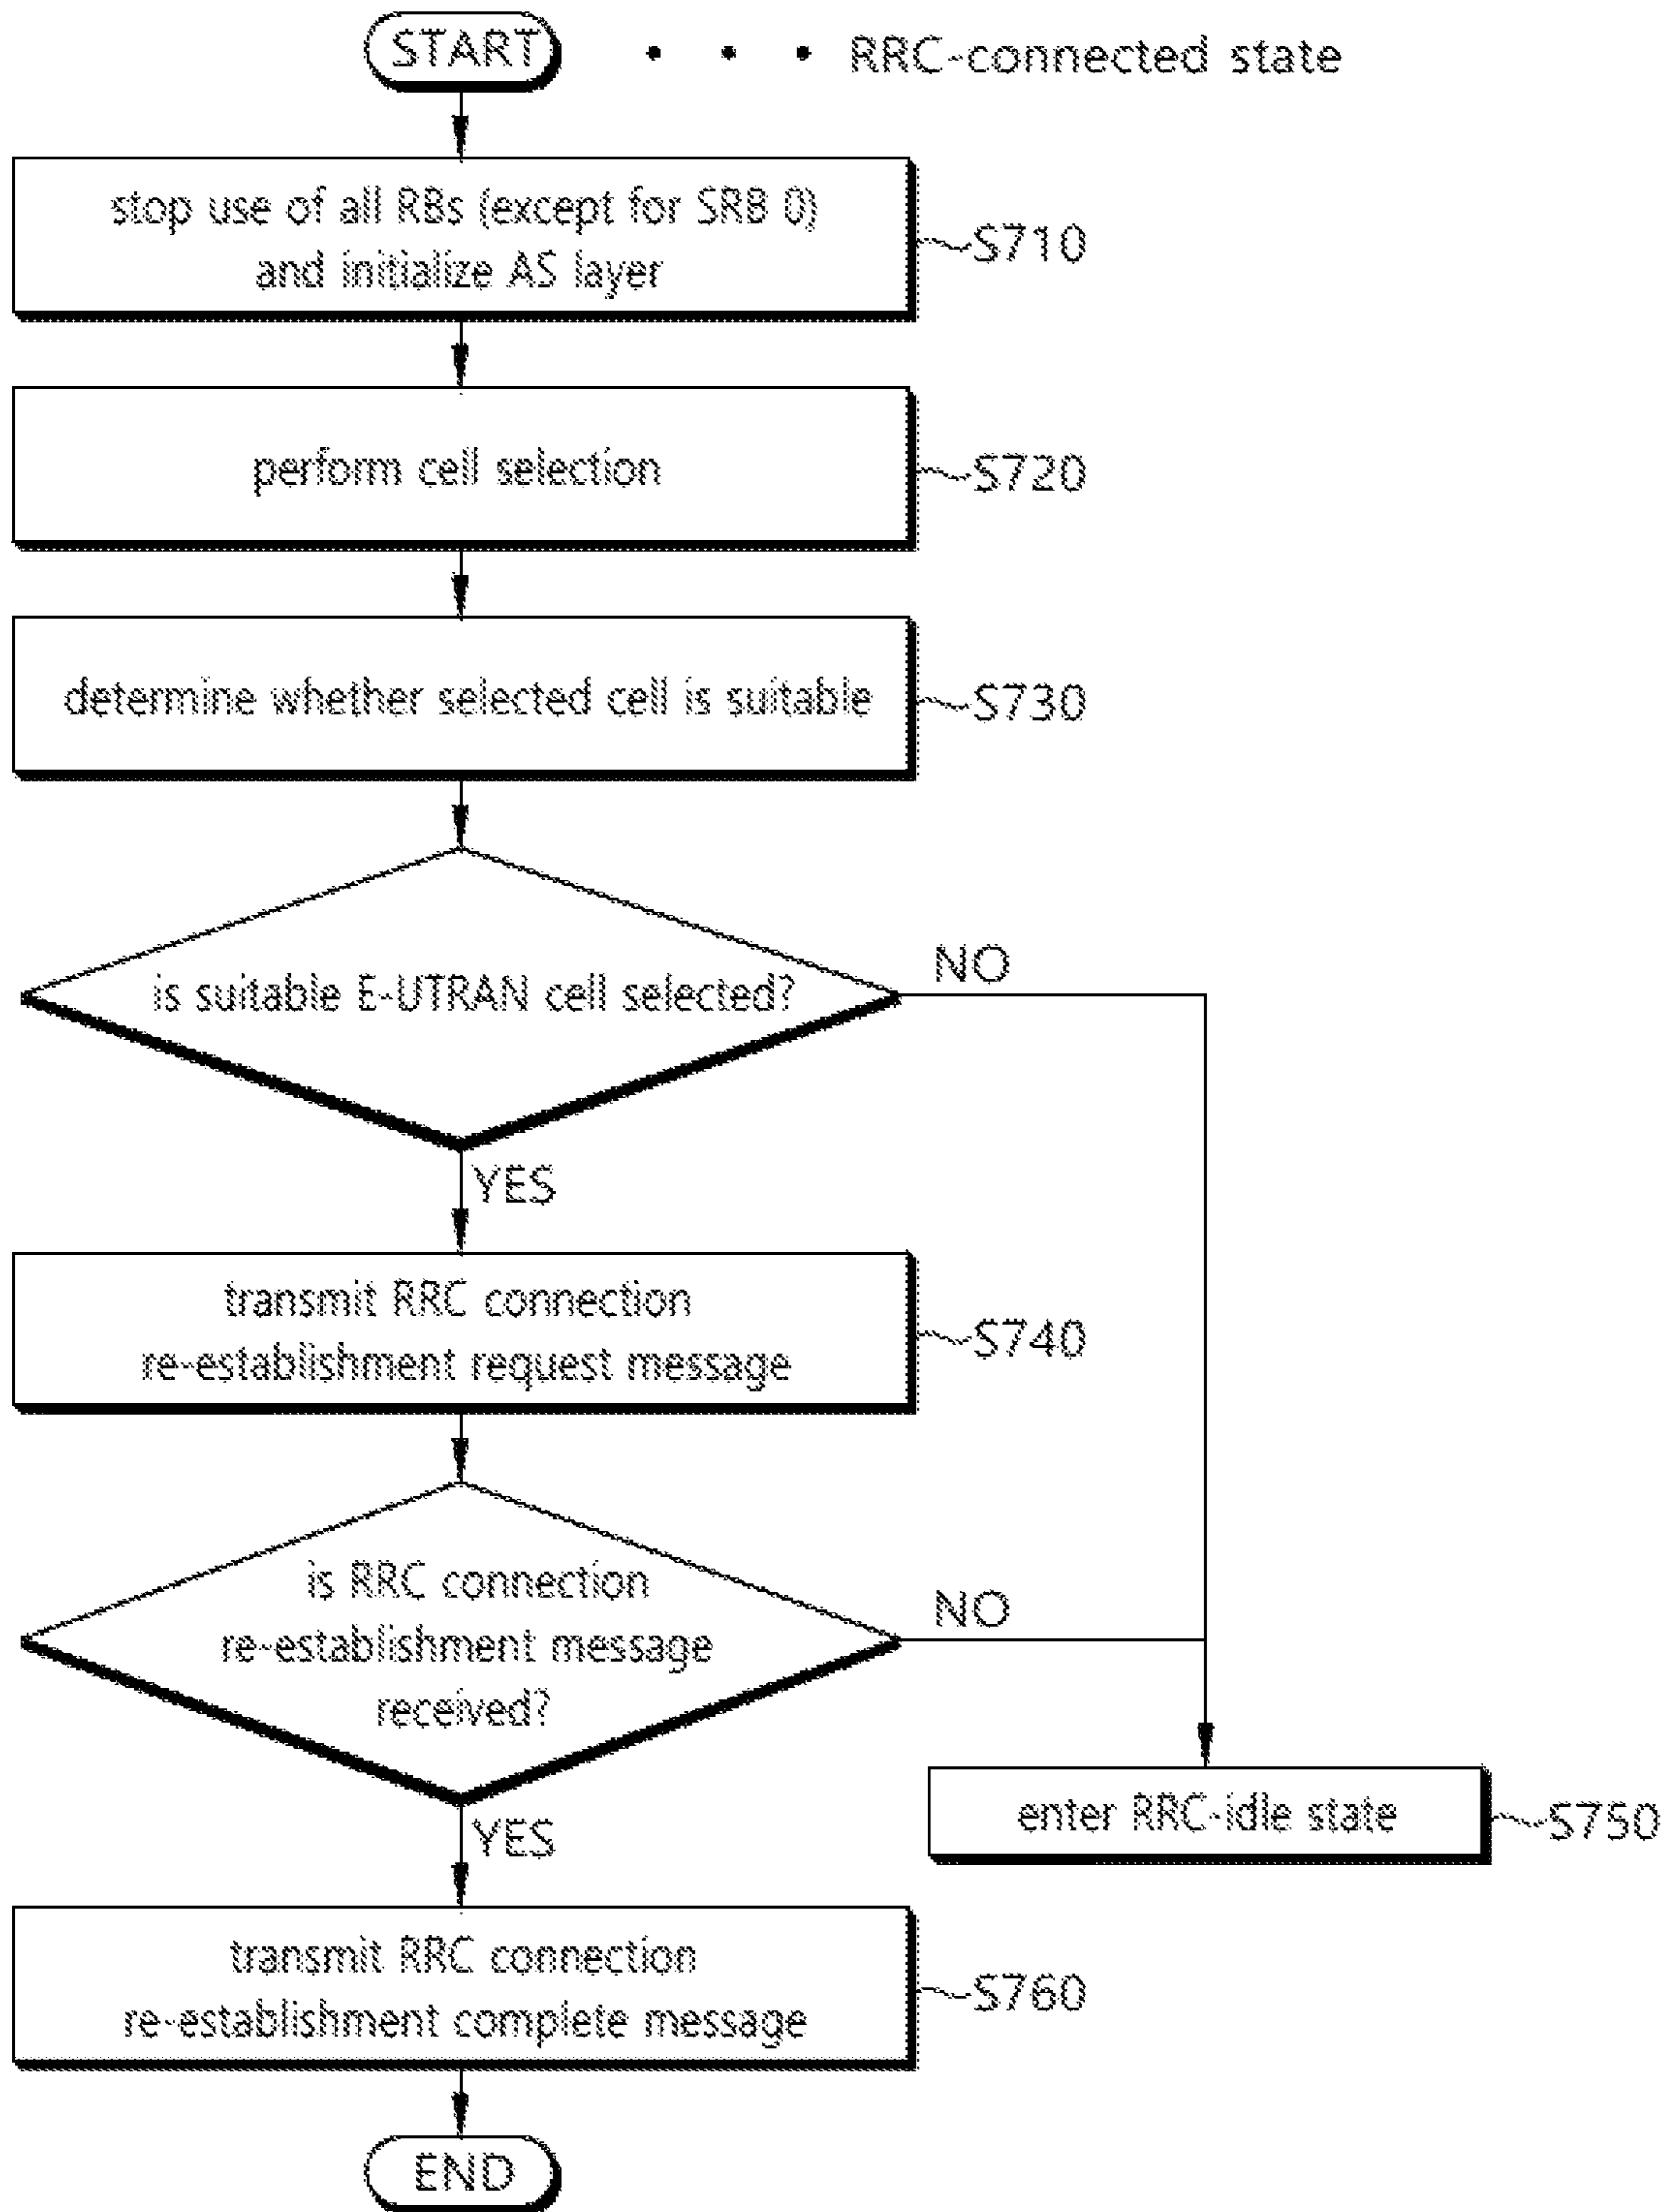 START
• • • RRC-connected state
stop use of all RBs (except for SRB 0)
and initialize AS layer
S710
perform cell selection
S720
determine whether selected cell is suitable
S730
is suitable E-UTRAN cell selected?
NO
YES
transmit RRC connection
re-establishment request message
S740
is RRC connection
re-establishment message
received?
NO
YES
enter RRC-idle state
S750
transmit RRC connection
re-establishment complete message
S760
END